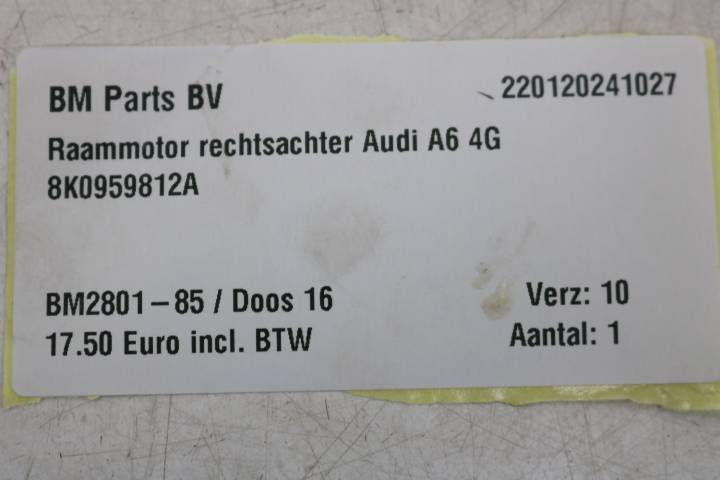 BM Parts BV 220120241027
Raammotor rechtsachter Audi A6 4G
8K0959812A
BM2801-85 / Doos 16 Verz: 10
17.50 Euro incl. BTW Aantal: 1